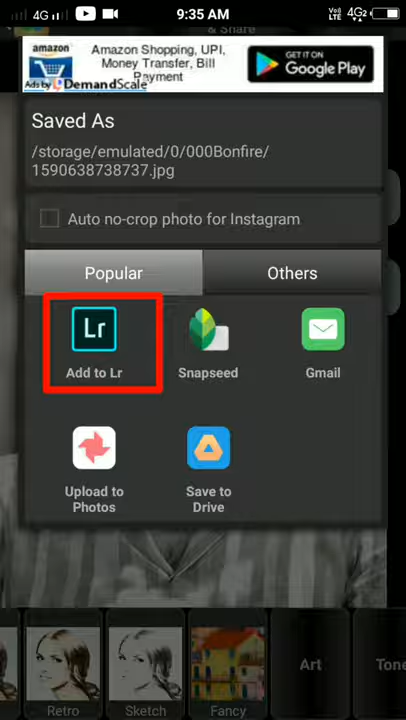 4G
9:35 AM
VoI)
LTE
4G2
& Share
amazon
Ads by DemandScale
Amazon Shopping, UPI,
Money Transfer, Bill
Payment
GET IT ON
Google Play
Saved As
/storage/emulated/0/000Bonfire/
1590638738737.jpg
Auto no-crop photo for Instagram
Popular
Others
Lr
Add to Lr
Snapseed
Gmail
Upload to
Photos
Save to
Drive
Retro
Sketch
Fancy
Art
Tone